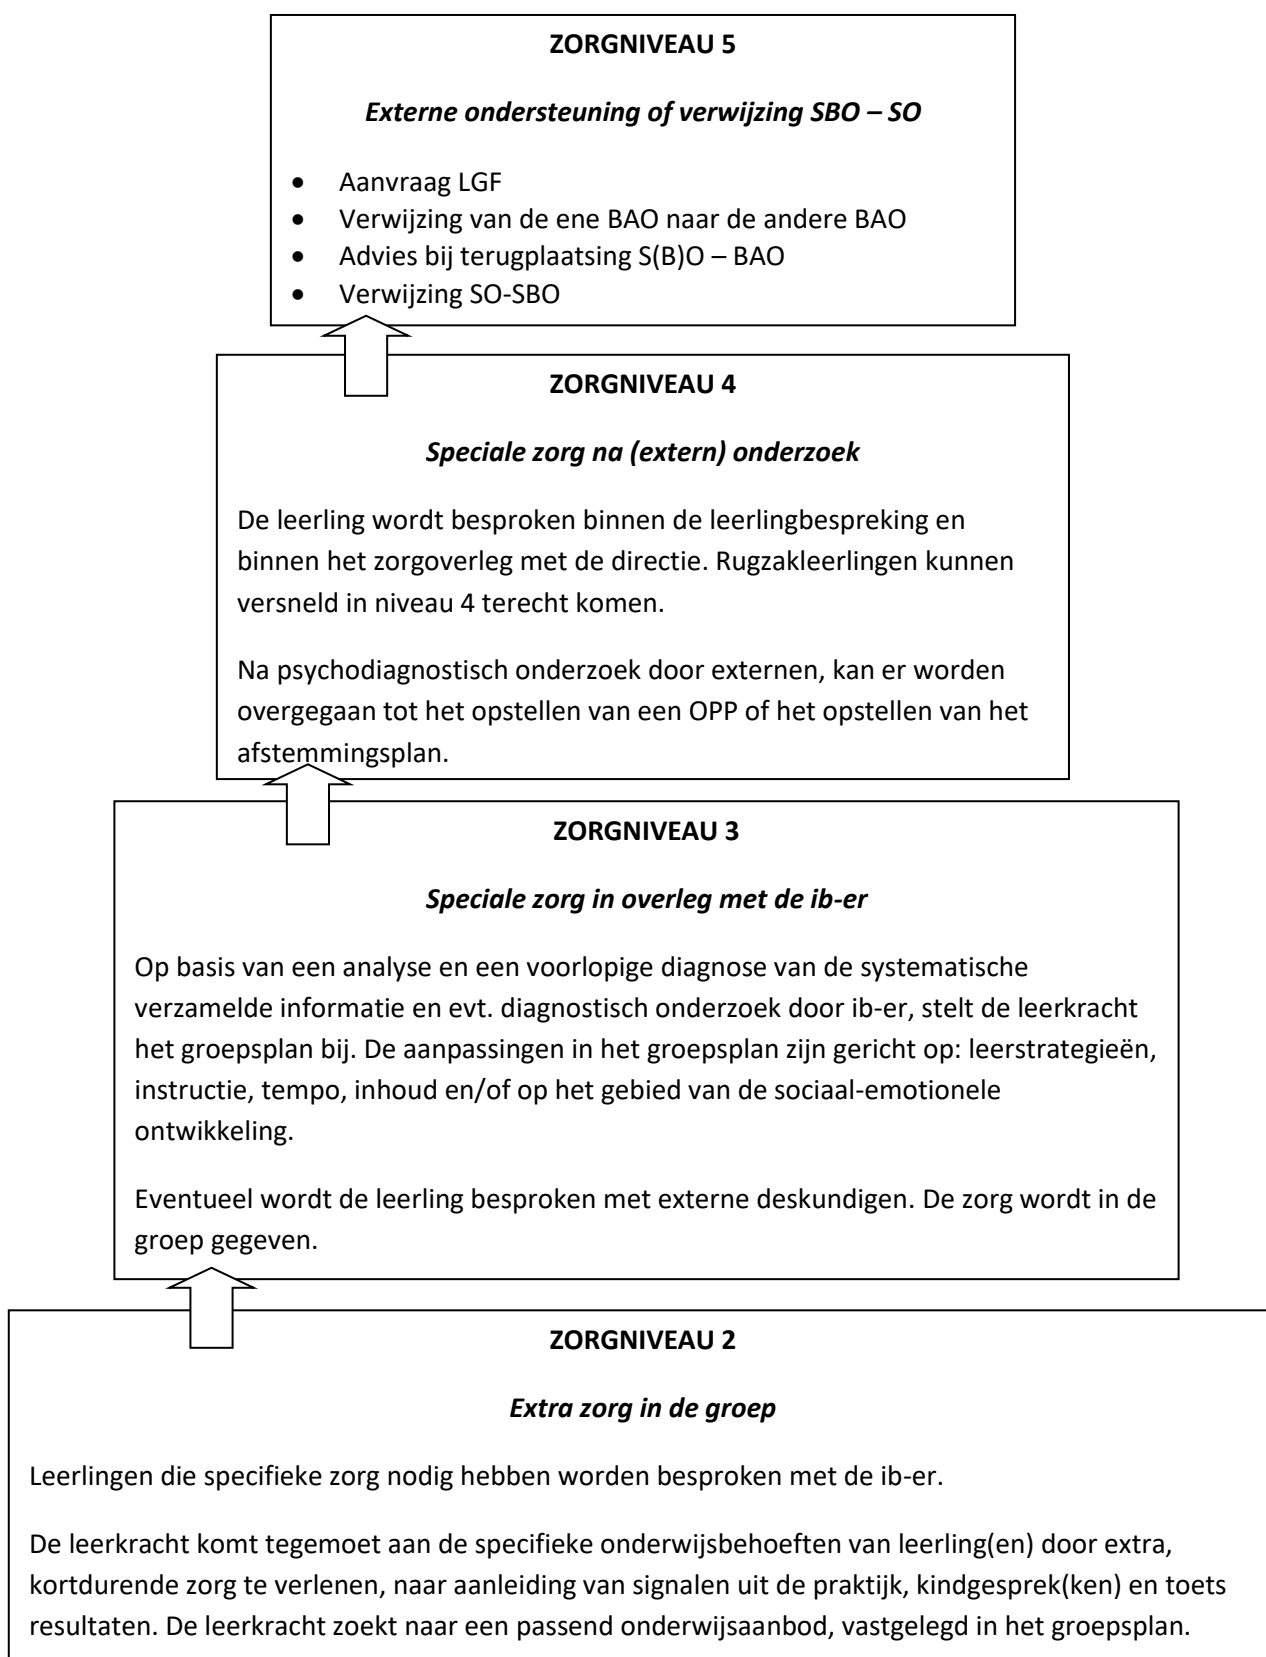 ZORGNIVEAU 5
Externe ondersteuning of verwijzing SBO – SO
• Aanvraag LGF
• Verwijzing van de ene BAO naar de andere BAO
• Advies bij terugplaatsing S(B)O – BAO
• Verwijzing SO-SBO
ZORGNIVEAU 4
Speciale zorg na (extern) onderzoek
De leerling wordt besproken binnen de leerlingbespreking en
binnen het zorgoverleg met de directie. Rugzakleerlingen kunnen
versneld in niveau 4 terecht komen.
Na psychodiagnostisch onderzoek door externen, kan er worden
overgegaan tot het opstellen van een OPP of het opstellen van het
afstemmingsplan.
ZORGNIVEAU 3
Speciale zorg in overleg met de ib-er
Op basis van een analyse en een voorlopige diagnose van de systematische
verzamelde informatie en evt. diagnostisch onderzoek door ib-er, stelt de leerkracht
het groepsplan bij. De aanpassingen in het groepsplan zijn gericht op: leerstrategieën,
instructie, tempo, inhoud en/of op het gebied van de sociaal-emotionele
ontwikkeling.
Eventueel wordt de leerling besproken met externe deskundigen. De zorg wordt in de
groep gegeven.
ZORGNIVEAU 2
Extra zorg in de groep
Leerlingen die specifieke zorg nodig hebben worden besproken met de ib-er.
De leerkracht komt tegemoet aan de specifieke onderwijsbehoeften van leerling(en) door extra,
kortdurende zorg te verlenen, naar aanleiding van signalen uit de praktijk, kindgesprek(ken) en toets
resultaten. De leerkracht zoekt naar een passend onderwijsaanbod, vastgelegd in het groepsplan.